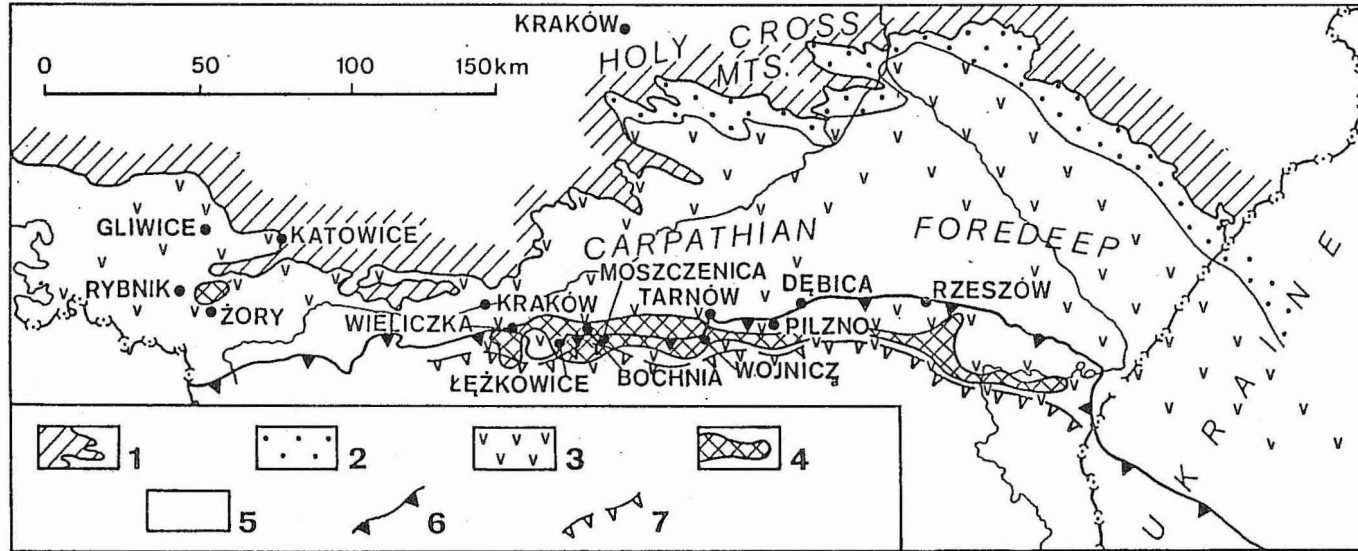 KRAKÓW
0 50 100 150km
HOLY CROSS
MTS.
GLIWICE
KATOWICE
CARPATHIAN FOREDEEP
MOSZCZENICA
RYBNIK
ŻORY
KRAKÓW
TARNÓW
DĘBICA
RZESZÓW
WIELICZKA
PILZNO
ŁĘŻKOWICE
BOCHNIA
WOJNICZ
UKRAINE
1 2 3 4
5 6 7